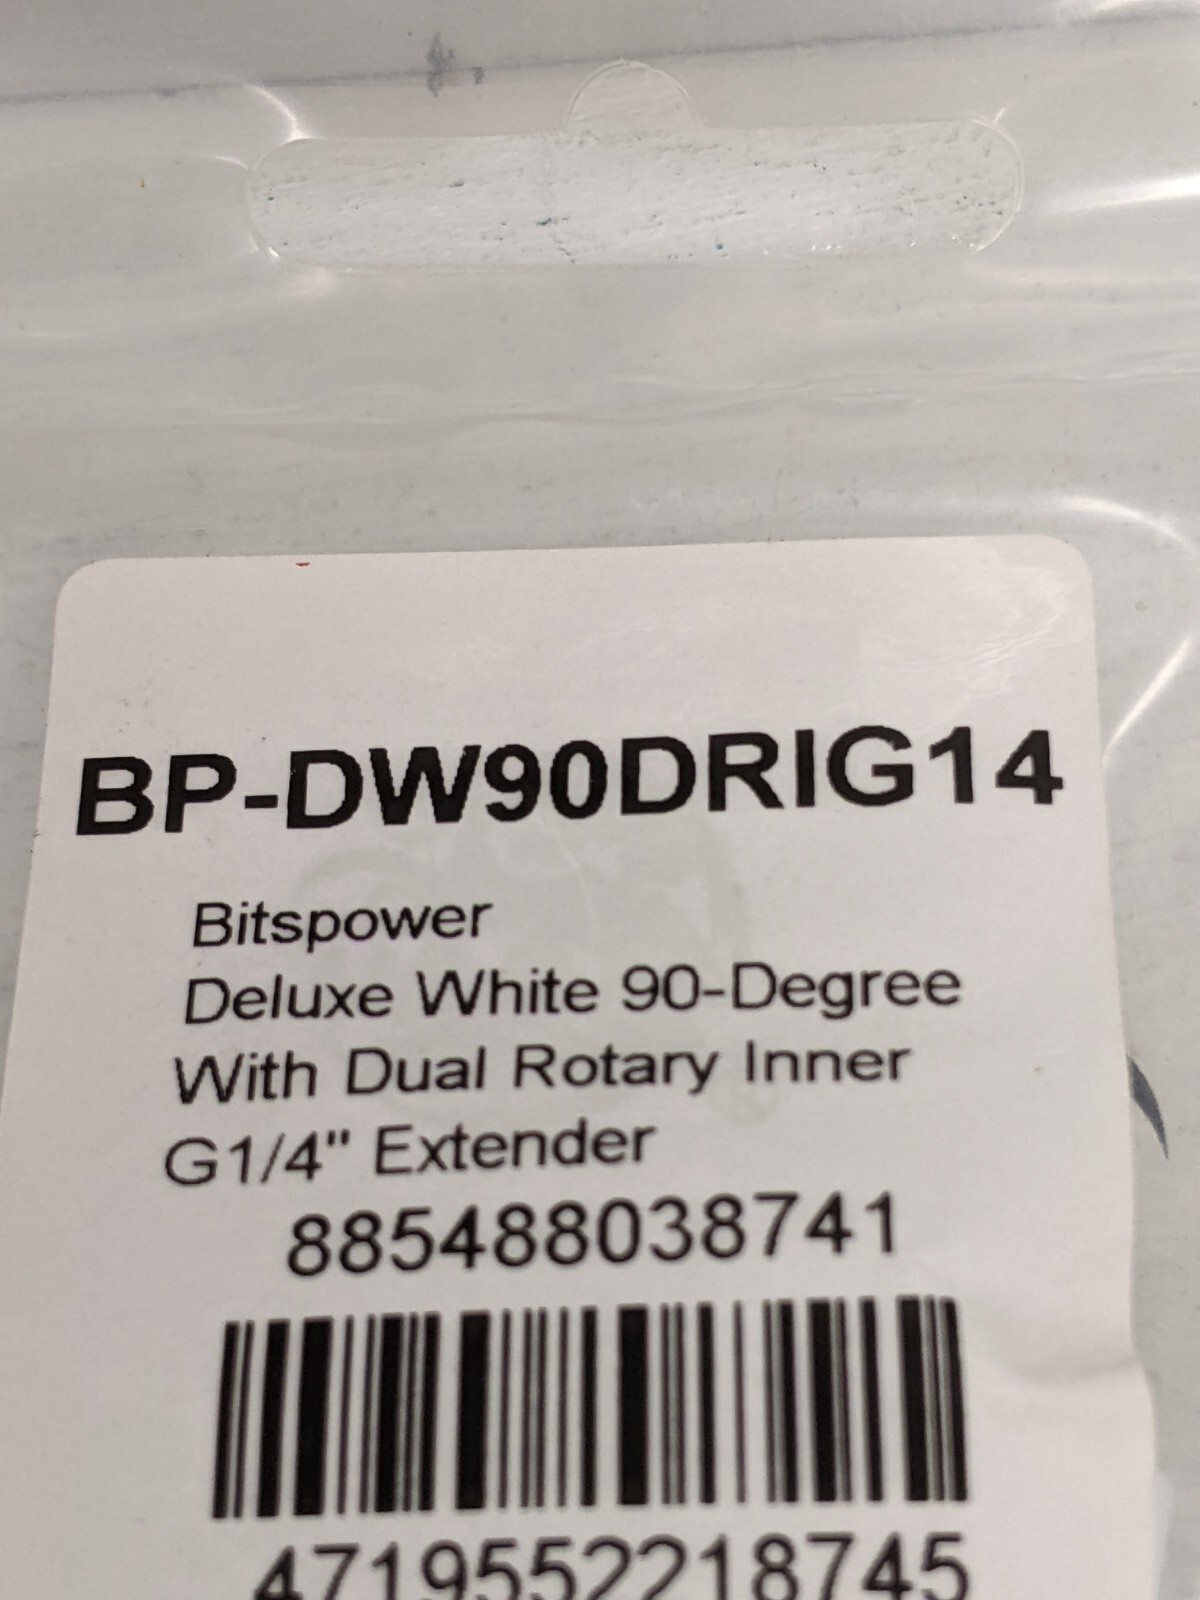 BP-DW90DRIG14
Bitspower
Deluxe White 90-Degree
With Dual Rotary Inner
G1/4" Extender
885488038741
4719552218745